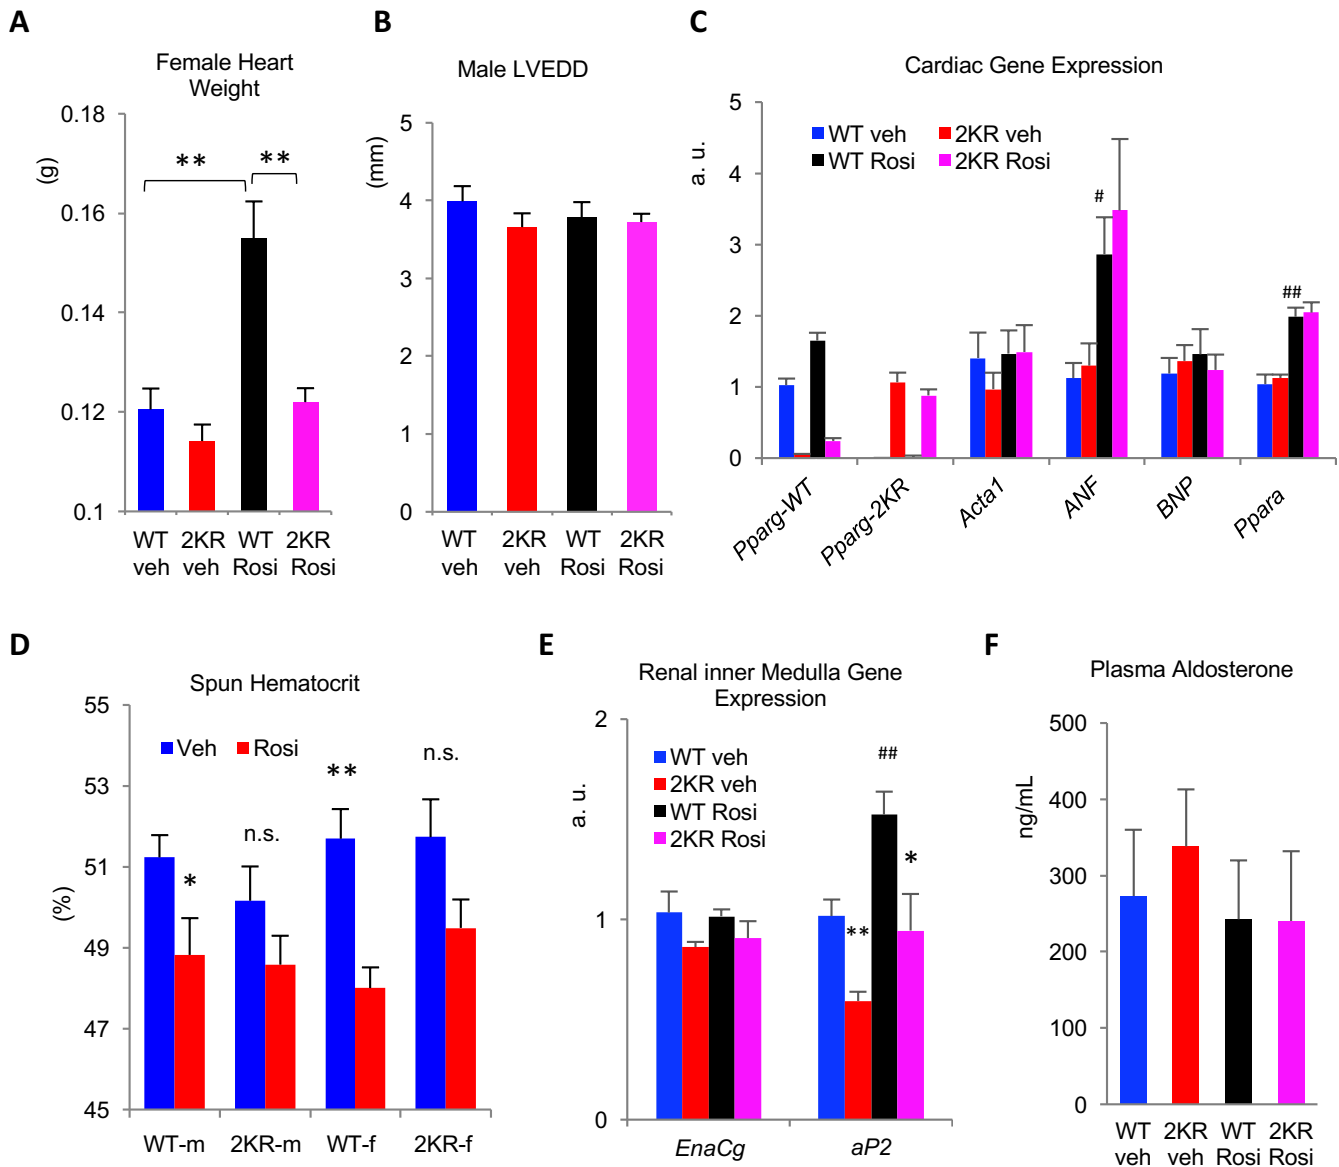 A
Female Heart
Weight
(g)
0.18
0.16
0.14
0.12
0.1
**
**
WT
veh
2KR
veh
WT
Rosi
2KR
Rosi
B
Male LVEDD
(mm)
5
4
3
2
1
0
WT
veh
2KR
veh
WT
Rosi
2KR
Rosi
C
Cardiac Gene Expression
a. u.
5
4
3
2
1
0
WT veh
2KR veh
WT Rosi
2KR Rosi
#
##
Pparg-WT
Pparg-2KR
Acta1
ANF
BNP
Ppara
D
Spun Hematocrit
(%)
55
53
51
49
47
45
Veh
Rosi
*
n.s.
**
n.s.
WT-m
2KR-m
WT-f
2KR-f
E
Renal inner Medulla Gene
Expression
a. u.
2
1
0
WT veh
2KR veh
WT Rosi
2KR Rosi
**
##
*
EnaCg
aP2
F
Plasma Aldosterone
ng/mL
500
400
300
200
100
0
WT
veh
2KR
veh
WT
Rosi
2KR
Rosi